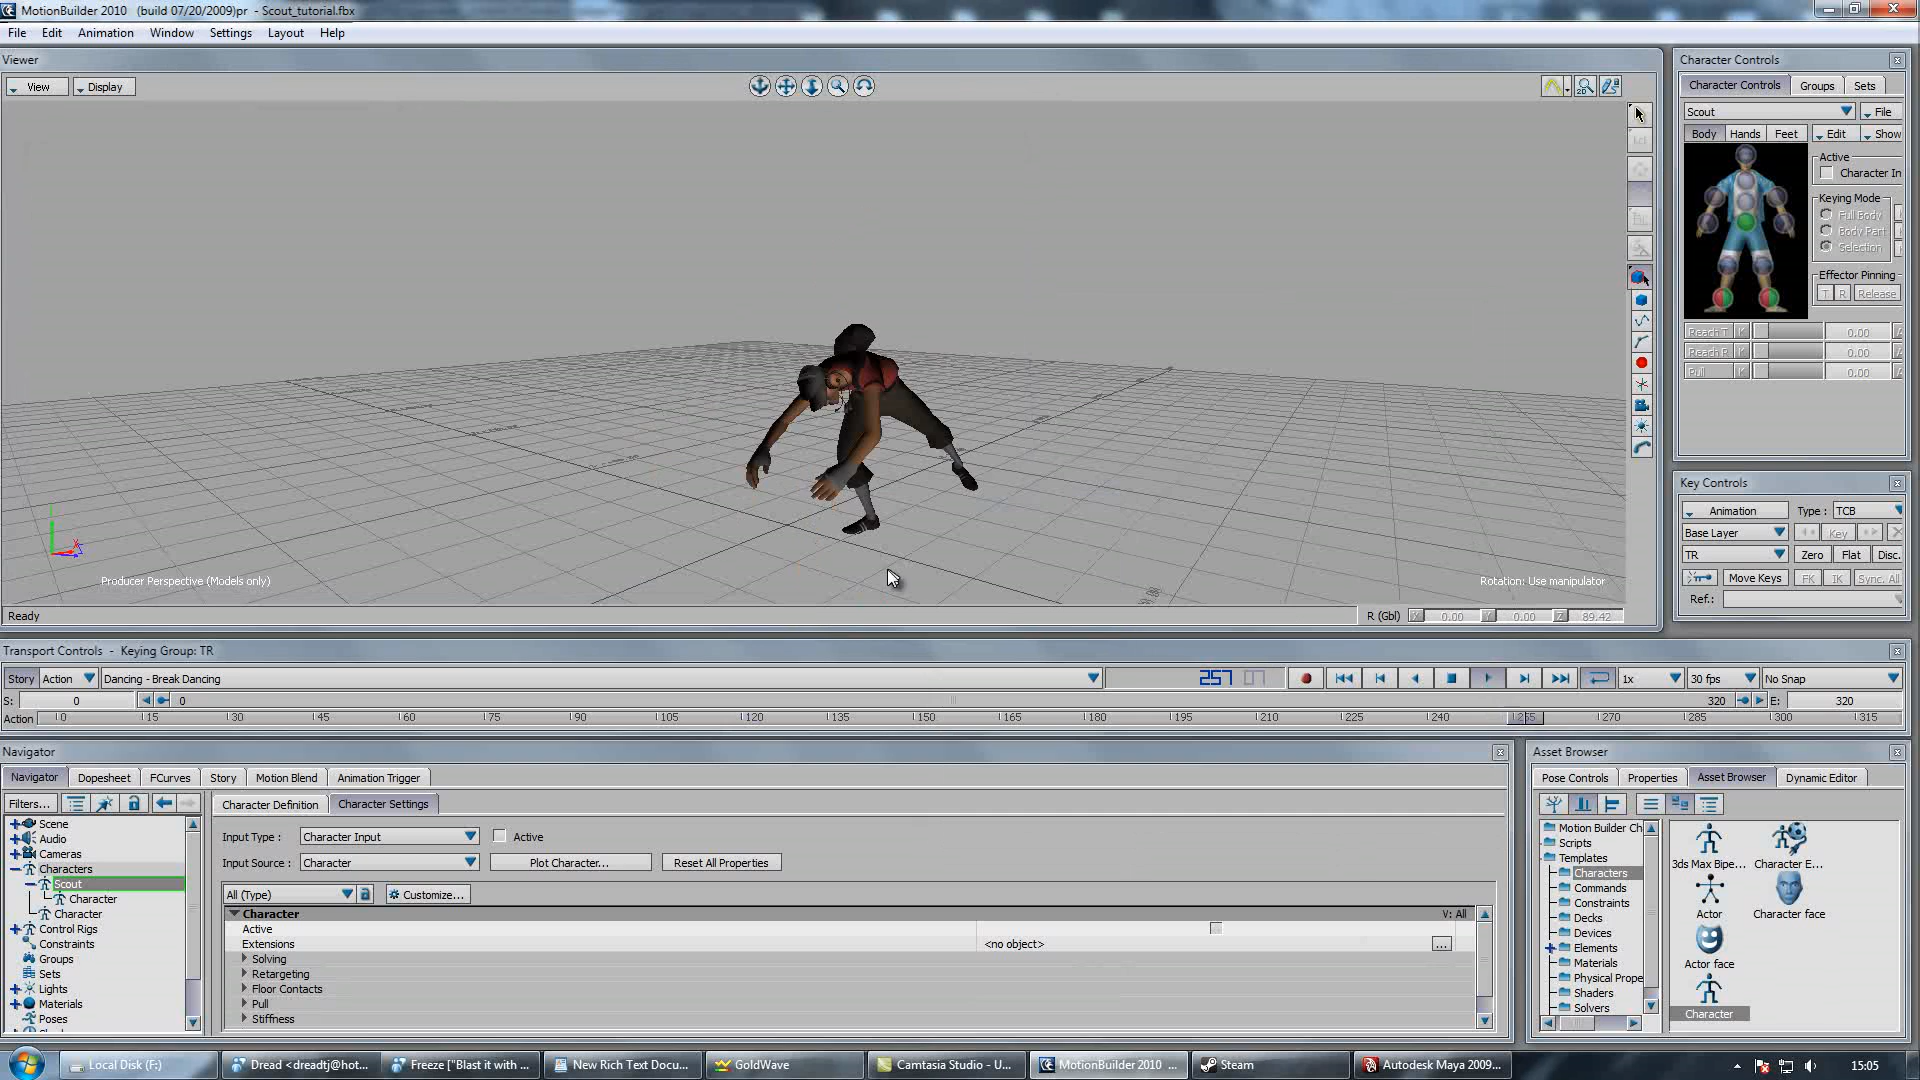 MotionBuilder 2010   (build 07/20/2009)pr  - Scout_tutorial.fbx
File Edit Animation Window Settings Layout Help
Viewer
View Display
Producer Perspective (Models only)
Rotation: Use manipulator
Ready
R (Gbl) X 0.00 Y 0.00 Z 89.42
Character Controls
Character Controls Groups Sets
Scout File
Body Hands Feet Edit Show
Active
Character In
Keying Mode
Full Body
Body Part
Selection
Effector Pinning
T R Release
Reach T K 0.00
Reach R K 0.00
Pull K 0.00
Key Controls
Animation Type : TCB
Base Layer Key
TR Zero Flat Disc.
Move Keys FK IK Sync. All
Ref.:
Transport Controls  -  Keying Group: TR
Story Action Dancing - Break Dancing 257 1x 30 fps No Snap
S: 0 0 320 E: 320
Action 0 15 30 45 60 75 90 105 120 135 150 165 180 195 210 225 240 255 270 285 300 315
Navigator
Navigator Dopesheet FCurves Story Motion Blend Animation Trigger
Filters...
Scene
Audio
Cameras
Characters
Scout
Character
Character
Control Rigs
Constraints
Groups
Sets
Lights
Materials
Poses
Character Definition Character Settings
Input Type : Character Input Active
Input Source : Character Plot Character... Reset All Properties
All (Type) Customize...
Character V: All
Active
Extensions <no object> ...
Solving
Retargeting
Floor Contacts
Pull
Stiffness
Asset Browser
Pose Controls Properties Asset Browser Dynamic Editor
Motion Builder Ch
Scripts
Templates
Characters
Commands
Constraints
Decks
Devices
Elements
Materials
Physical Prope
Shaders
Solvers
3ds Max Bipe... Character E...
Actor Character face
Actor face
Character
Local Disk (F:) Dread <dreadtj@hot... Freeze ["Blast it with ... New Rich Text Docu... GoldWave Camtasia Studio - U... MotionBuilder 2010 ... Steam Autodesk Maya 2009... 15:05